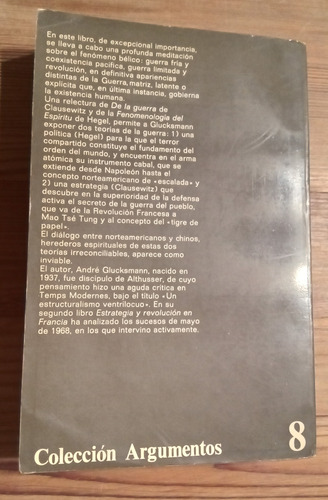 En este libro, de excepcional importancia,
se lleva a cabo una profunda meditación
sobre el fenómeno bélico: guerra fría y
coexistencia pacífica, guerra limitada y
revolución, en definitiva apariencias
distintas de la Guerra, matriz, latente o
explícita que, en última instancia, gobierna
la existencia humana.
Una relectura de De la guerra de
Clausewitz y de la Fenomenología del
Espíritu de Hegel, permite a Glucksmann
exponer dos teorías de la guerra: 1) una
política (Hegel) para la que el terror
compartido constituye el fundamento del
orden del mundo, y encuentra en el arma
atómica su instrumento cabal, que se
extiende desde Napoleón hasta el
concepto norteamericano de «escalada» y
2) una estrategia (Clausewitz) que
descubre en la superioridad de la defensa
activa el secreto de la guerra del pueblo,
que va de la Revolución Francesa a
Mao Tsé Tung y al concepto del «tigre de
papel».
El diálogo entre norteamericanos y chinos,
herederos espirituales de estas dos
teorías irreconciliables, aparece como
inviable.
El autor, André Glucksmann, nacido en
1937, fue discípulo de Althusser, de cuyo
pensamiento hizo una aguda crítica en
Temps Modernes, bajo el título «Un
estructuralismo ventrílocuo». En su
segundo libro Estrategia y revolución en
Francia ha analizado los sucesos de mayo
de 1968, en los que intervino activamente.
Colección Argumentos 8